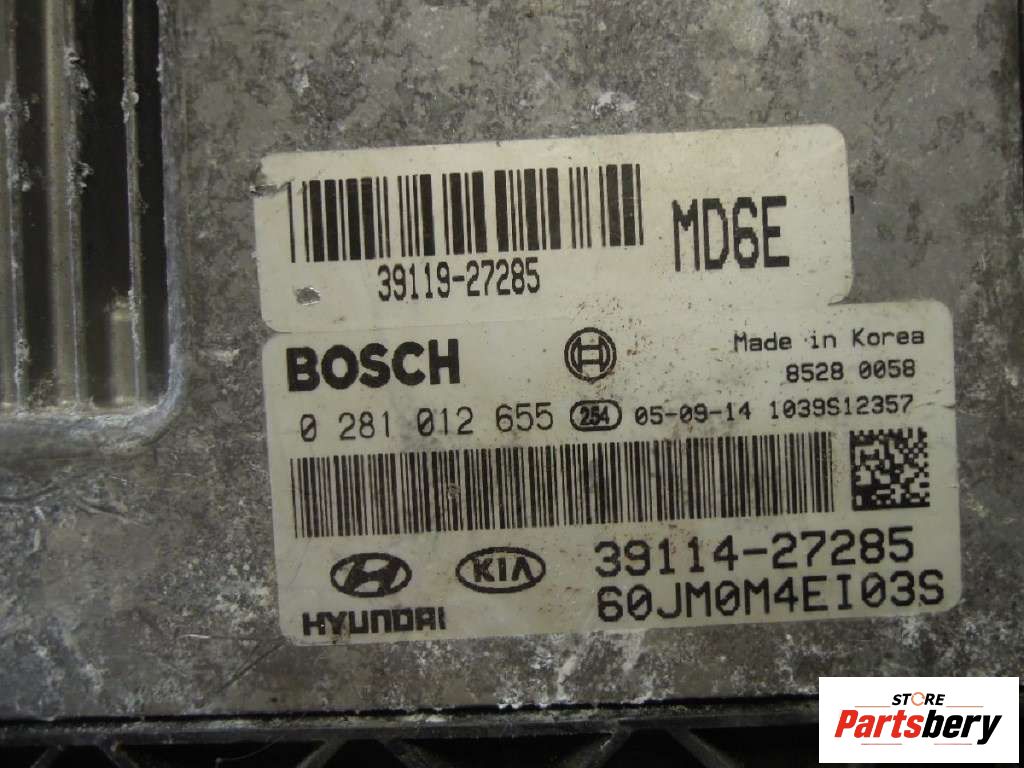 MD6E
39119-27285
BOSCH
Made in Korea
8528 0058
0 281 012 655 254 05-09-14 1039S12357
39114-27285
HYUNDAI KIA 60JM0M4EI03S
STORE
Partsbery